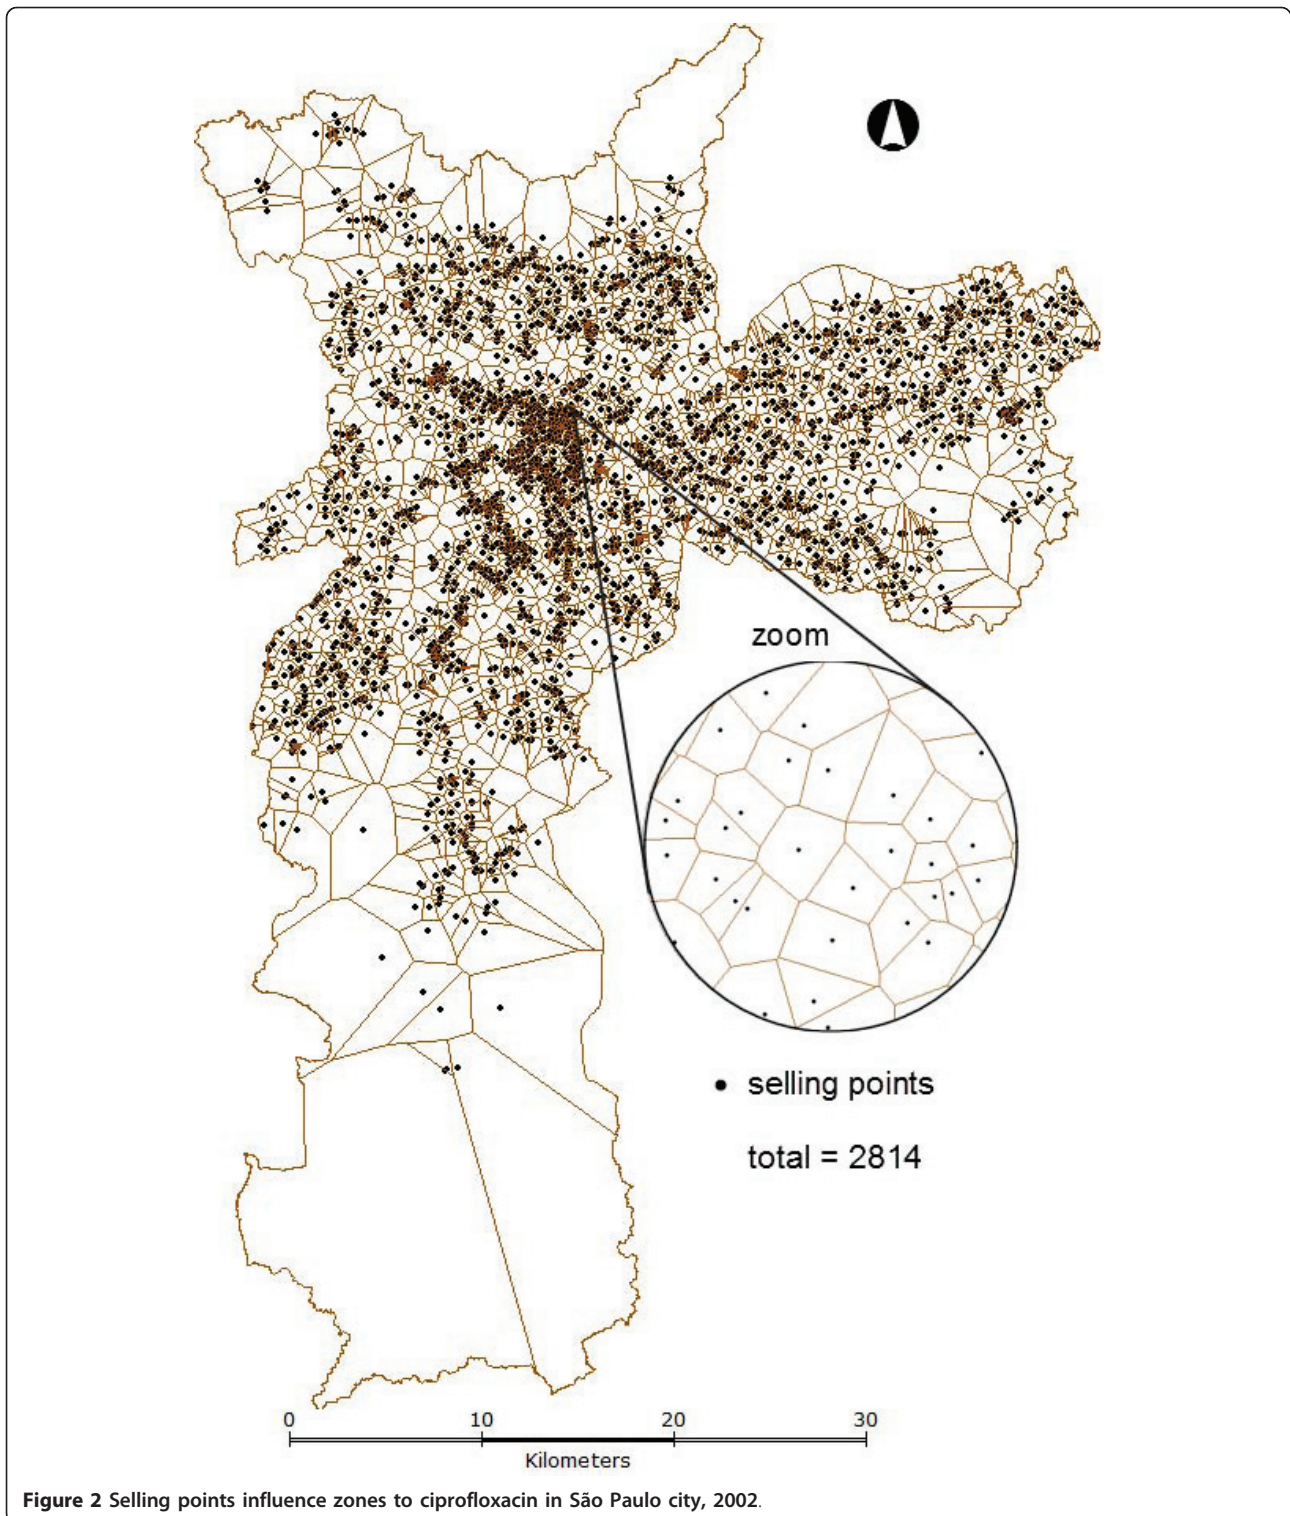 zoom
selling points
total = 2814
0 10 20 30
Kilometers
Figure 2 Selling points influence zones to ciprofloxacin in São Paulo city, 2002.